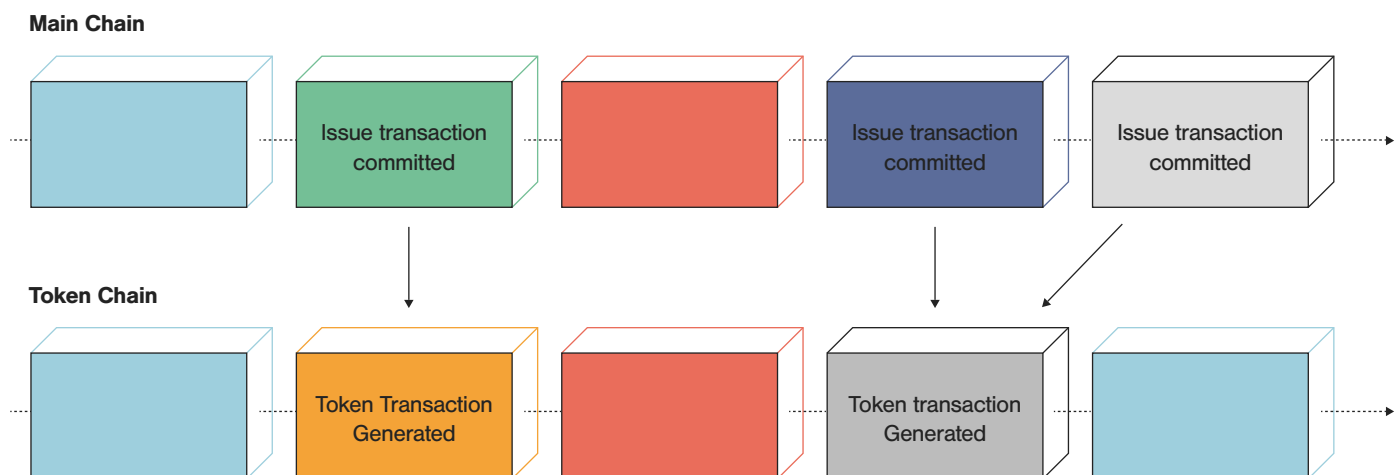 Main Chain
Issue transaction
committed
Issue transaction
committed
Issue transaction
committed
Token Chain
Token Transaction
Generated
Token transaction
Generated